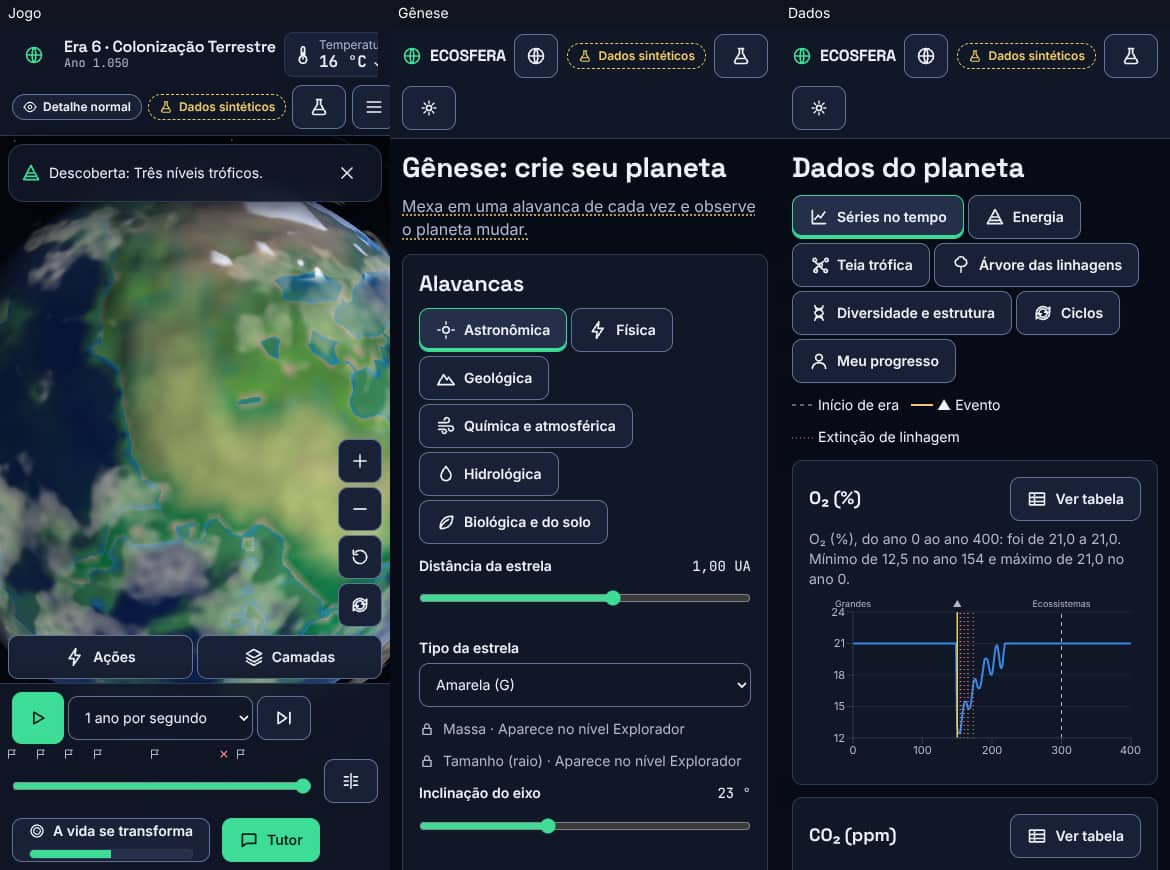 Jogo
Era 6 · Colonização Terrestre
Ano 1.050
16 °C
Detalhe normal
Dados sintéticos
Descoberta: Três níveis tróficos.
Ações
Camadas
1 ano por segundo
A vida se transforma
Tutor
Gênese
ECOSFERA
Dados sintéticos
Gênese: crie seu planeta
Mexa em uma alavanca de cada vez e observe
o planeta mudar.
Alavancas
Astronômica
Física
Geológica
Química e atmosférica
Hidrológica
Biológica e do solo
Distância da estrela 1,00 UA
Tipo da estrela
Amarela (G)
Massa · Aparece no nível Explorador
Tamanho (raio) · Aparece no nível Explorador
Inclinação do eixo 23 °
Dados
ECOSFERA
Dados sintéticos
Dados do planeta
Séries no tempo
Energia
Teia trófica
Árvore das linhagens
Diversidade e estrutura
Ciclos
Meu progresso
Início de era
Evento
Extinção de linhagem
O₂ (%)
Ver tabela
O₂ (%), do ano 0 ao ano 400: foi de 21,0 a 21,0.
Mínimo de 12,5 no ano 154 e máximo de 21,0 no
ano 0.
Grandes
Ecossistemas
24
21
18
15
12
0 100 200 300 400
CO₂ (ppm)
Ver tabela